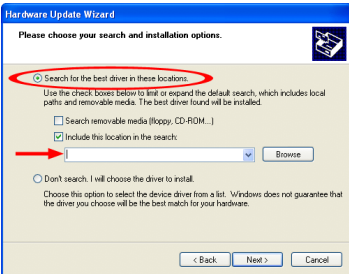 Hardware Update Wizard
Please choose your search and installation options.
Search for the best driver in these locations.
Use the check boxes below to limit or expand the default search, which includes local
paths and removable media. The best driver found will be installed.
Search removable media (floppy, CD-ROM...)
Include this location in the search:
Browse
Don't search. I will choose the driver to install.
Choose this option to select the device driver from a list. Windows does not guarantee that
the driver you choose will be the best match for your hardware.
< Back
Next >
Cancel